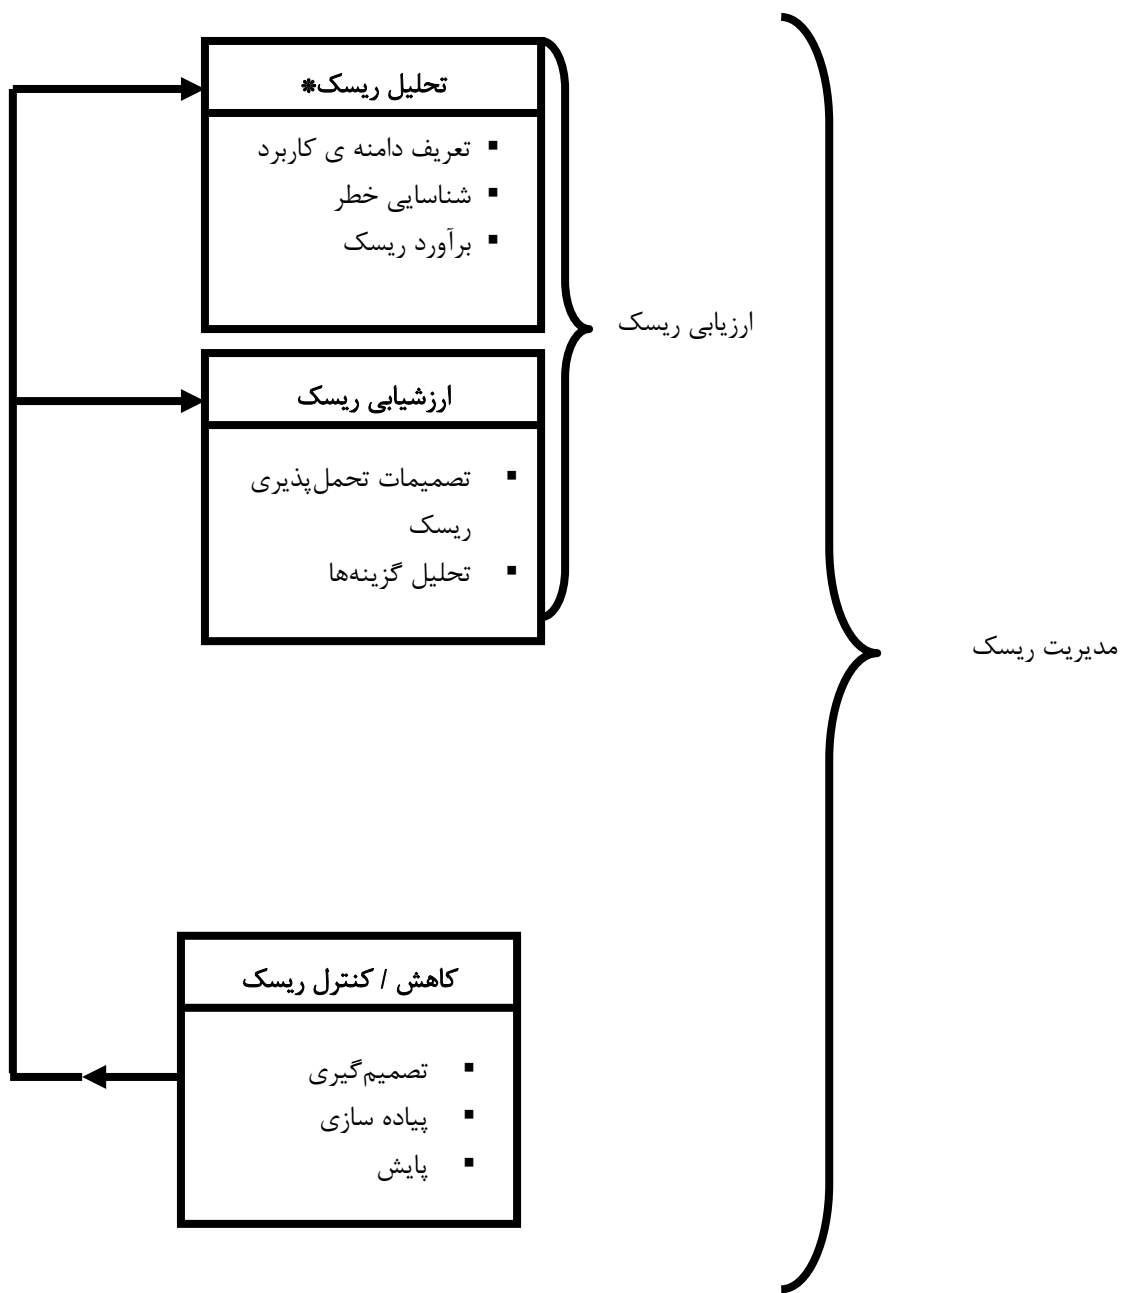 تحلیل ریسک*
▪ تعریف دامنه ی کاربرد
▪ شناسایی خطر
▪ برآورد ریسک
ارزیابی ریسک
ارزشیابی ریسک
▪ تصمیمات تحمل‌پذیری
ریسک
▪ تحلیل گزینه‌ها
مدیریت ریسک
کاهش / کنترل ریسک
▪ تصمیم‌گیری
▪ پیاده سازی
▪ پایش